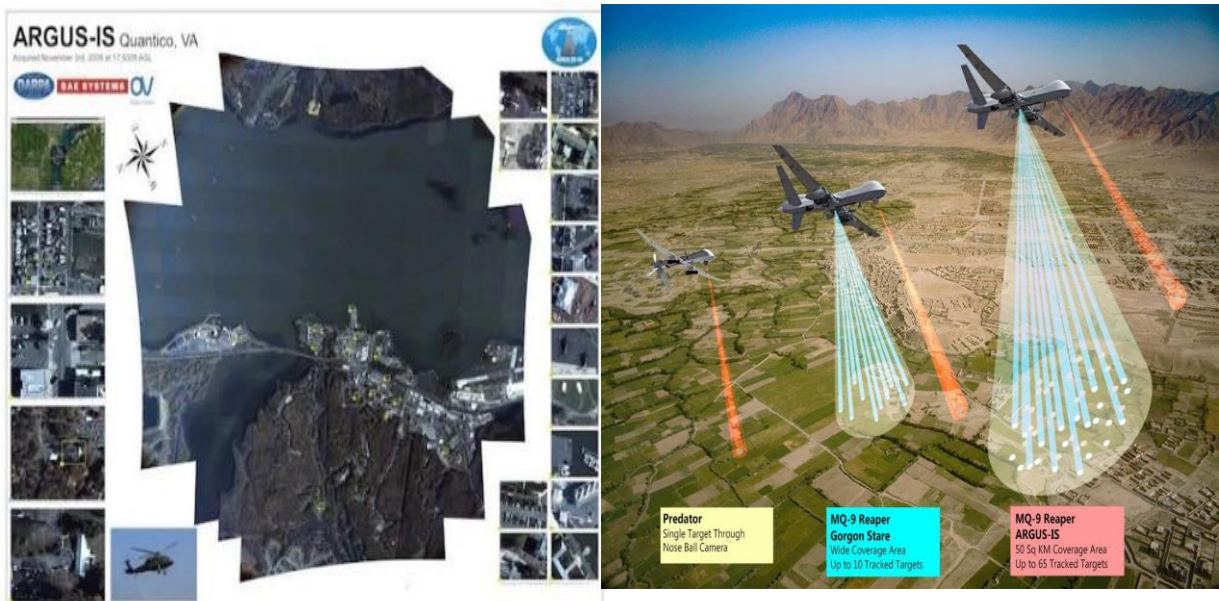 ARGUS-IS Quantico, VA
Acquired November 3rd, 2009 at 17,500ft AGL
DARPA BAE SYSTEMS OV
Predator
Single Target Through
Nose Ball Camera
MQ-9 Reaper
Gorgon Stare
Wide Coverage Area
Up to 10 Tracked Targets
MQ-9 Reaper
ARGUS-IS
50 Sq KM Coverage Area
Up to 65 Tracked Targets